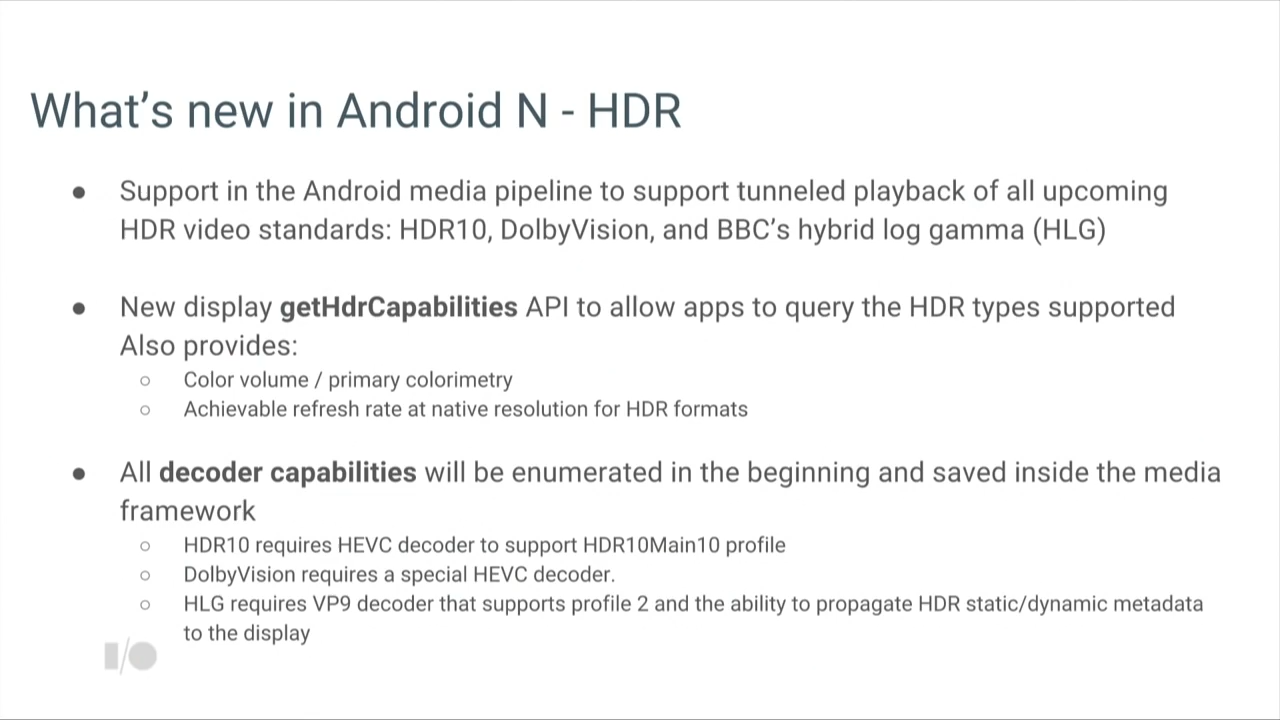 What's new in Android N - HDR
● Support in the Android media pipeline to support tunneled playback of all upcoming
HDR video standards: HDR10, DolbyVision, and BBC's hybrid log gamma (HLG)
● New display getHdrCapabilities API to allow apps to query the HDR types supported
Also provides:
○ Color volume / primary colorimetry
○ Achievable refresh rate at native resolution for HDR formats
● All decoder capabilities will be enumerated in the beginning and saved inside the media
framework
○ HDR10 requires HEVC decoder to support HDR10Main10 profile
○ DolbyVision requires a special HEVC decoder.
○ HLG requires VP9 decoder that supports profile 2 and the ability to propagate HDR static/dynamic metadata
to the display
I/O